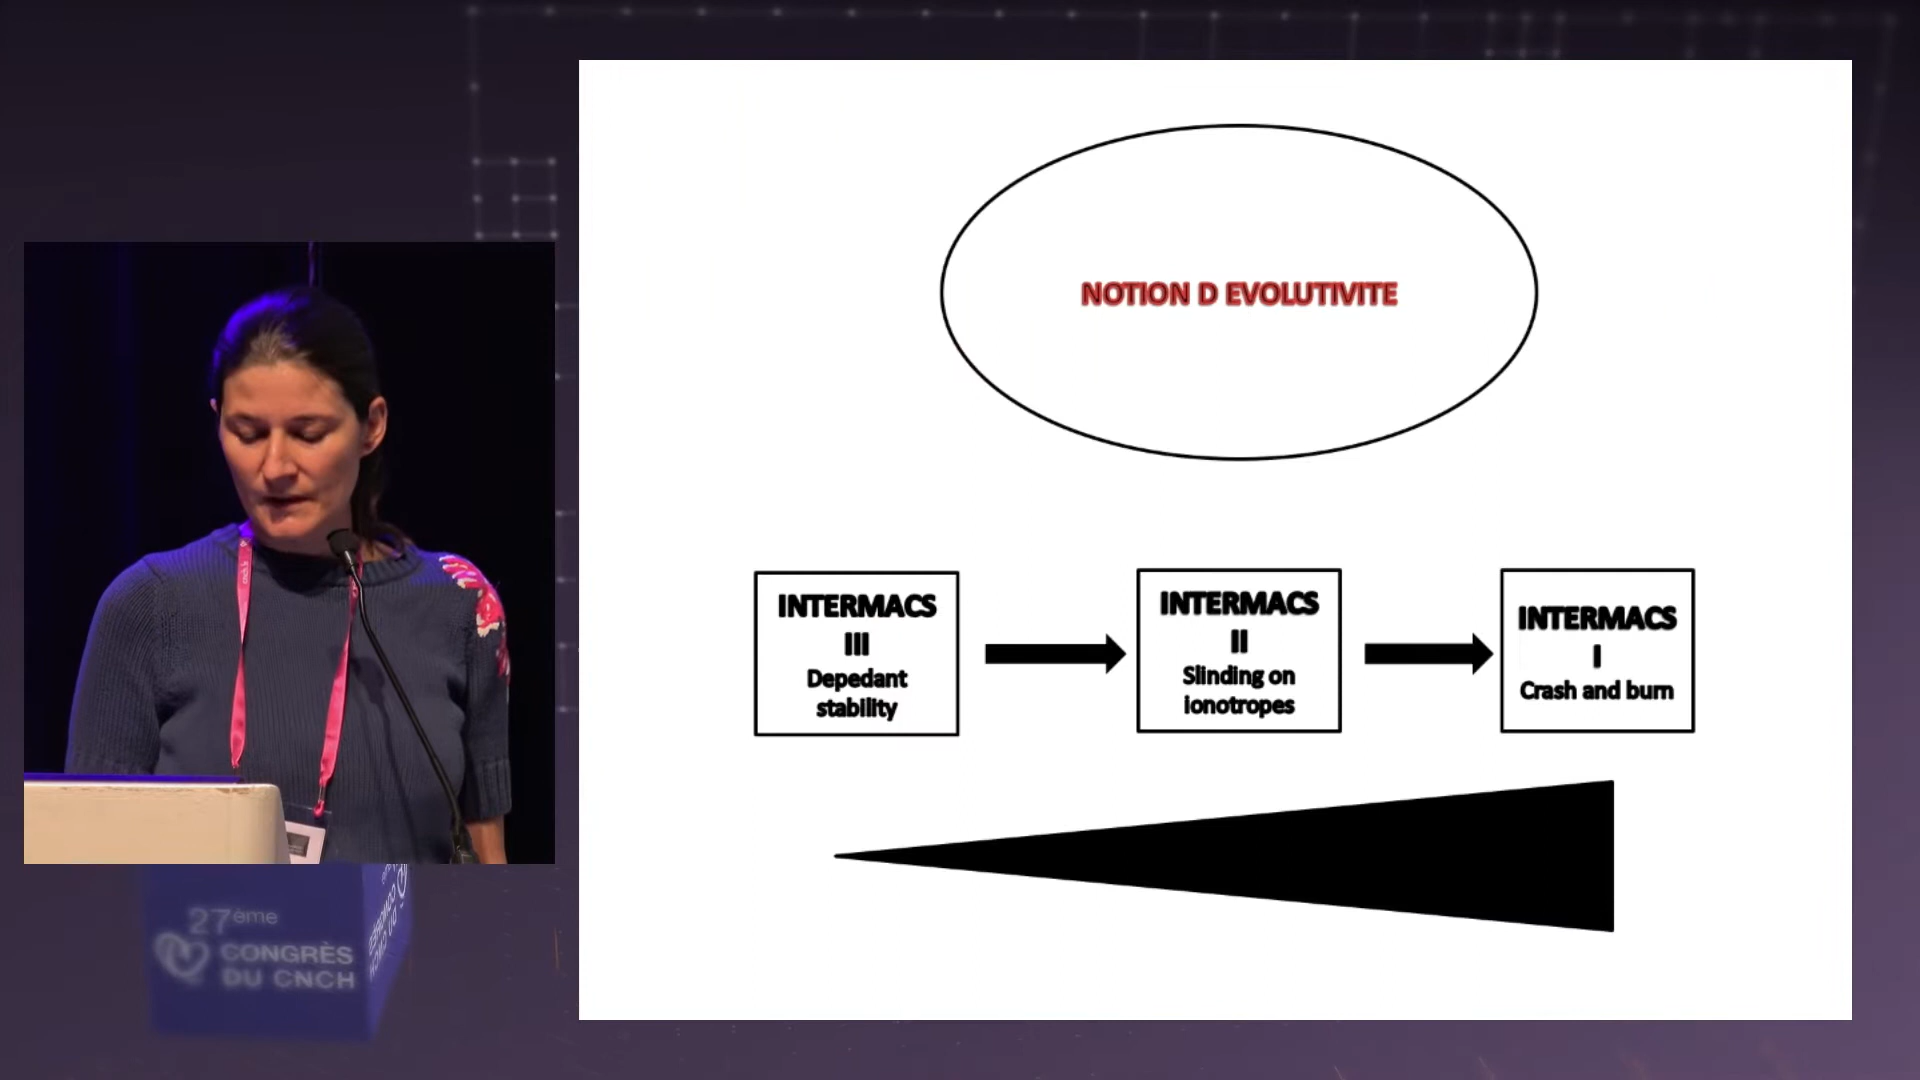 NOTION D EVOLUTIVITE
INTERMACS
III
Depedant
stability
INTERMACS
II
Slinding on
ionotropes
INTERMACS
I
Crash and burn
27ème
CONGRÈS
DU CNCH